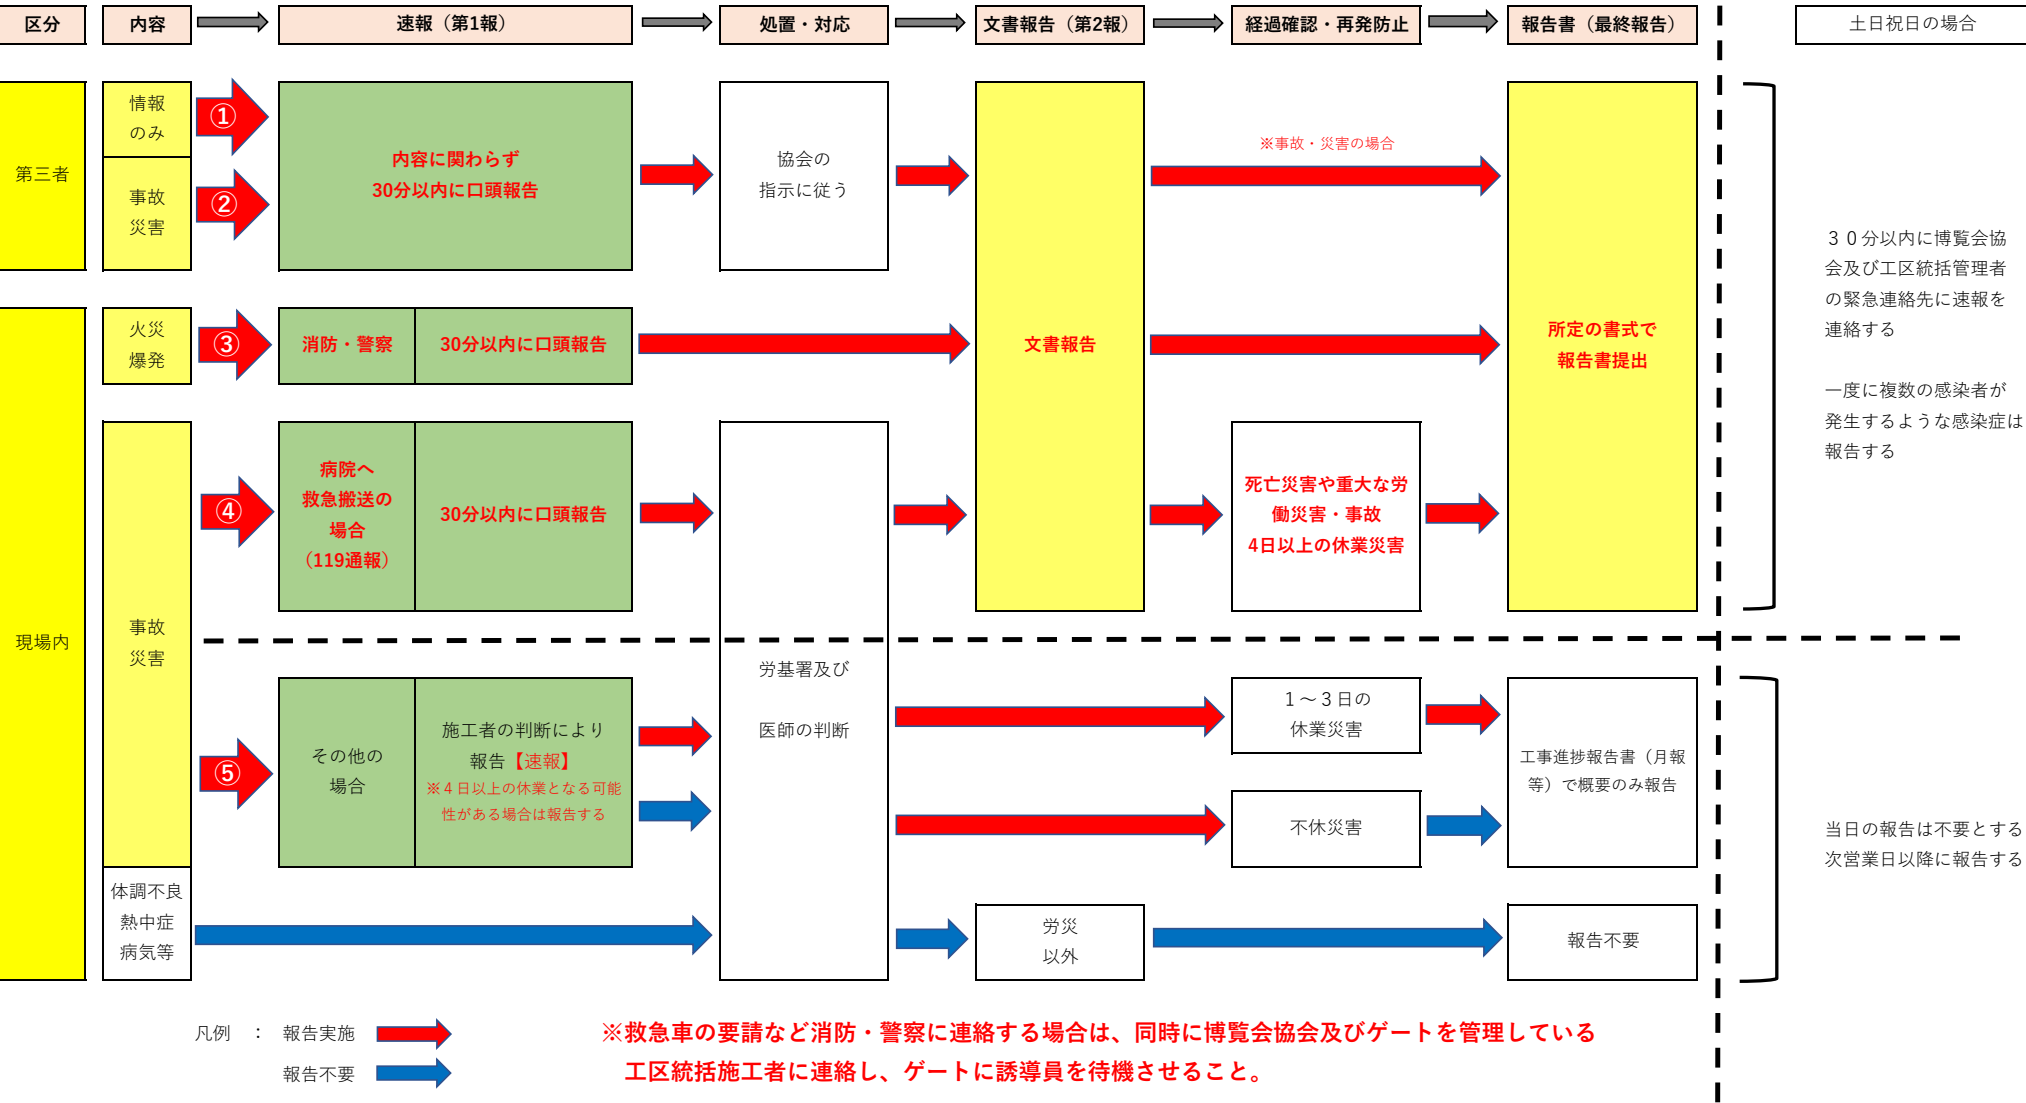 区分
内容
速報（第1報）
処置・対応
文書報告（第2報）
経過確認・再発防止
報告書（最終報告）
土日祝日の場合
第三者
情報
のみ
①
事故
災害
②
内容に関わらず
30分以内に口頭報告
協会の
指示に従う
※事故・災害の場合
現場内
火災
爆発
③
消防・警察
30分以内に口頭報告
文書報告
所定の書式で
報告書提出
３０分以内に博覧会協
会及び工区統括管理者
の緊急連絡先に速報を
連絡する
一度に複数の感染者が
発生するような感染症は
報告する
事故
災害
④
病院へ
救急搬送の
場合
（119通報）
30分以内に口頭報告
労基署及び
医師の判断
死亡災害や重大な労
働災害・事故
4日以上の休業災害
⑤
その他の
場合
施工者の判断により
報告【速報】
※４日以上の休業となる可能
性がある場合は報告する
１～３日の
休業災害
不休災害
工事進捗報告書（月報
等）で概要のみ報告
当日の報告は不要とする
次営業日以降に報告する
体調不良
熱中症
病気等
労災
以外
報告不要
凡例　：　報告実施
報告不要
※救急車の要請など消防・警察に連絡する場合は、同時に博覧会協会及びゲートを管理している
工区統括施工者に連絡し、ゲートに誘導員を待機させること。